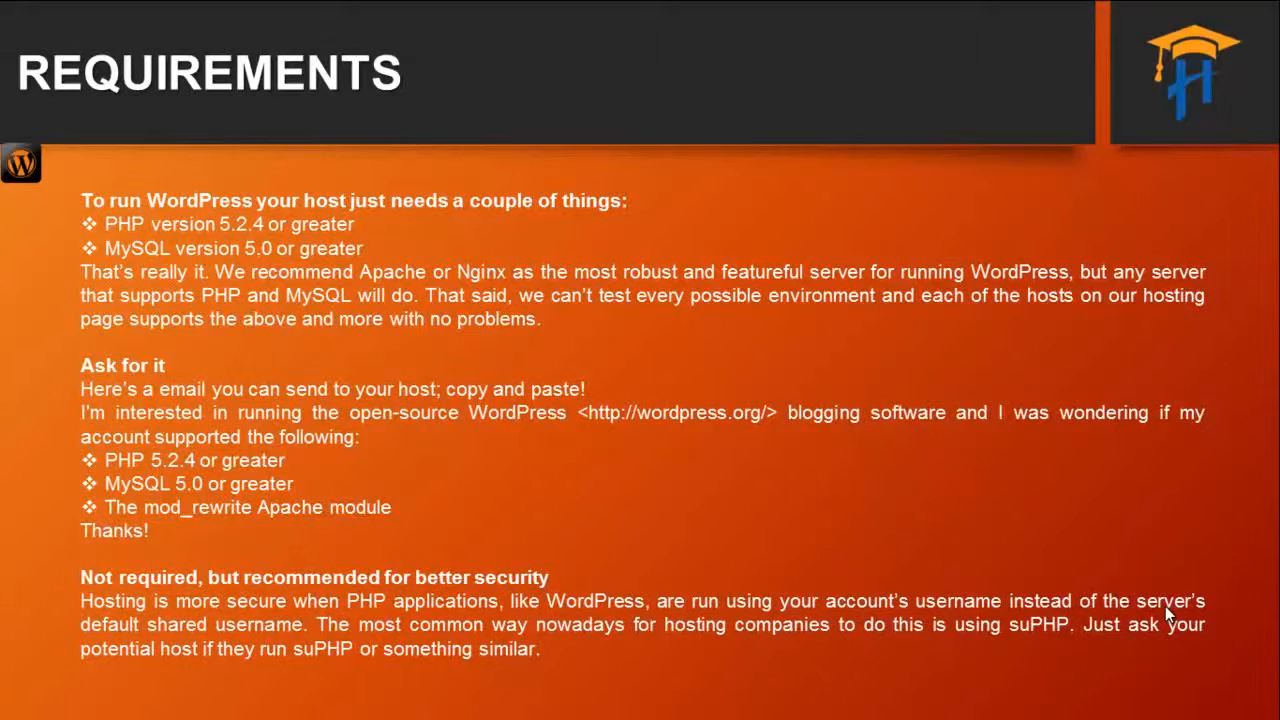 REQUIREMENTS
To run WordPress your host just needs a couple of things:
❖ PHP version 5.2.4 or greater
❖ MySQL version 5.0 or greater
That’s really it. We recommend Apache or Nginx as the most robust and featureful server for running WordPress, but any server
that supports PHP and MySQL will do. That said, we can’t test every possible environment and each of the hosts on our hosting
page supports the above and more with no problems.
Ask for it
Here’s a email you can send to your host; copy and paste!
I'm interested in running the open-source WordPress <http://wordpress.org/> blogging software and I was wondering if my
account supported the following:
❖ PHP 5.2.4 or greater
❖ MySQL 5.0 or greater
❖ The mod_rewrite Apache module
Thanks!
Not required, but recommended for better security
Hosting is more secure when PHP applications, like WordPress, are run using your account’s username instead of the server’s
default shared username. The most common way nowadays for hosting companies to do this is using suPHP. Just ask your
potential host if they run suPHP or something similar.